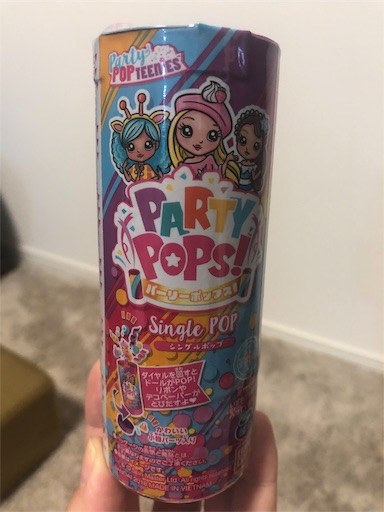 Party
POPTEENIES
PARTY
POPS!
パーリーポップス!
Single POP
シングルポップ
ダイヤルを回すと
ドールがPOP!
リボンや
デコペーパーが
とびだすよ♥
かわいい
小物パーツ入り
MADE IN VIETNAM